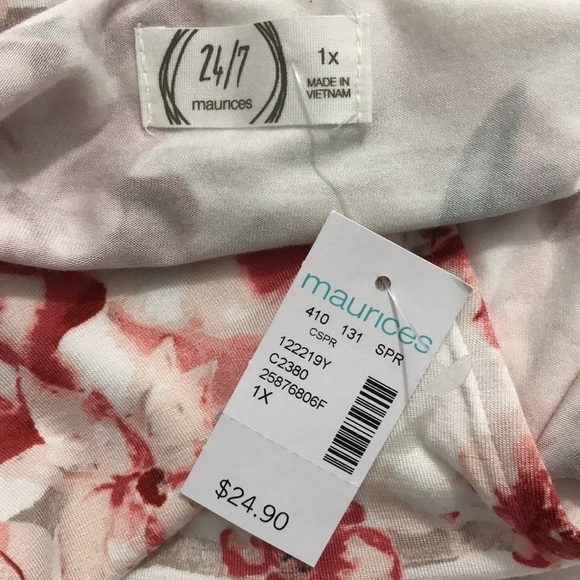 24/7
maurices
1x
MADE IN
VIETNAM
maurices
410 131 SPR
CSPR
122219Y
C2380
25876806F
1X
$24.90